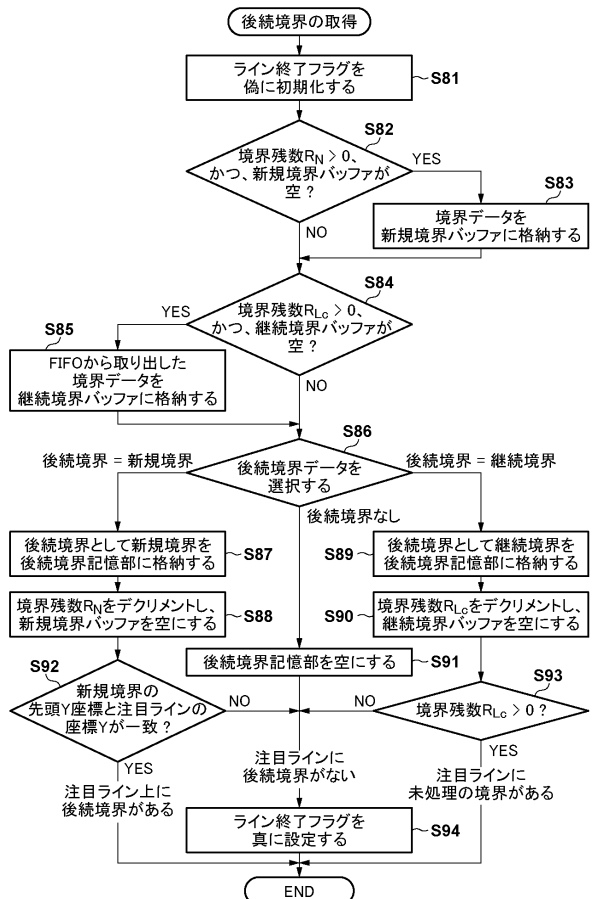 後続境界の取得
ライン終了フラグを
偽に初期化する
S81
S82
境界残数RN > 0、
かつ、新規境界バッファが
空？
YES
NO
S83
境界データを
新規境界バッファに格納する
S84
境界残数RLc > 0、
かつ、継続境界バッファが
空？
YES
NO
S85
FIFOから取り出した
境界データを
継続境界バッファに格納する
S86
後続境界データを
選択する
後続境界 = 新規境界
後続境界 = 継続境界
後続境界なし
後続境界として新規境界を
後続境界記憶部に格納する
S87
S89
後続境界として継続境界を
後続境界記憶部に格納する
境界残数RNをデクリメントし、
新規境界バッファを空にする
S88
S90
境界残数RLcをデクリメントし、
継続境界バッファを空にする
後続境界記憶部を空にする
S91
S92
新規境界の
先頭Y座標と注目ラインの
座標Yが一致？
NO
YES
S93
境界残数RLc > 0？
NO
YES
注目ライン上に
後続境界がある
注目ラインに
後続境界がない
注目ラインに
未処理の境界がある
ライン終了フラグを
真に設定する
S94
END